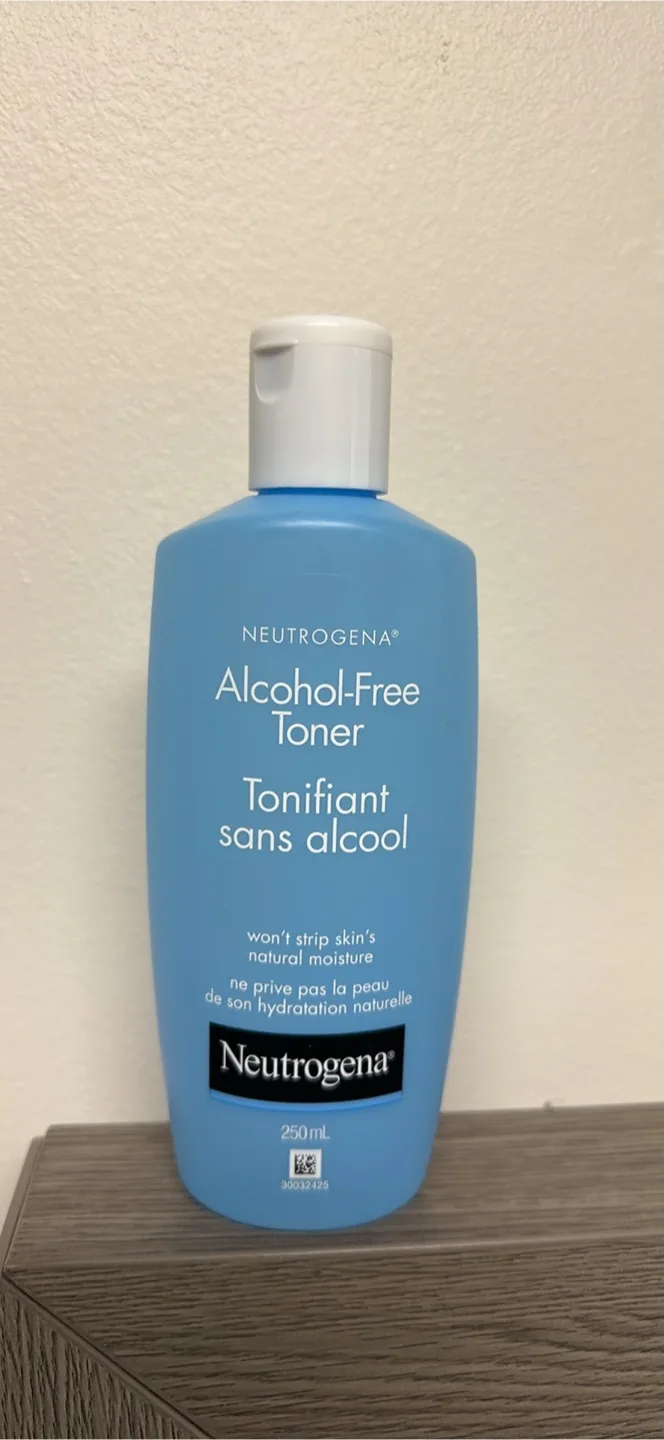 NEUTROGENA®
Alcohol-Free
Toner
Tonifiant
sans alcool
won't strip skin's
natural moisture
ne prive pas la peau
de son hydratation naturelle
Neutrogena®
250 mL
30032425